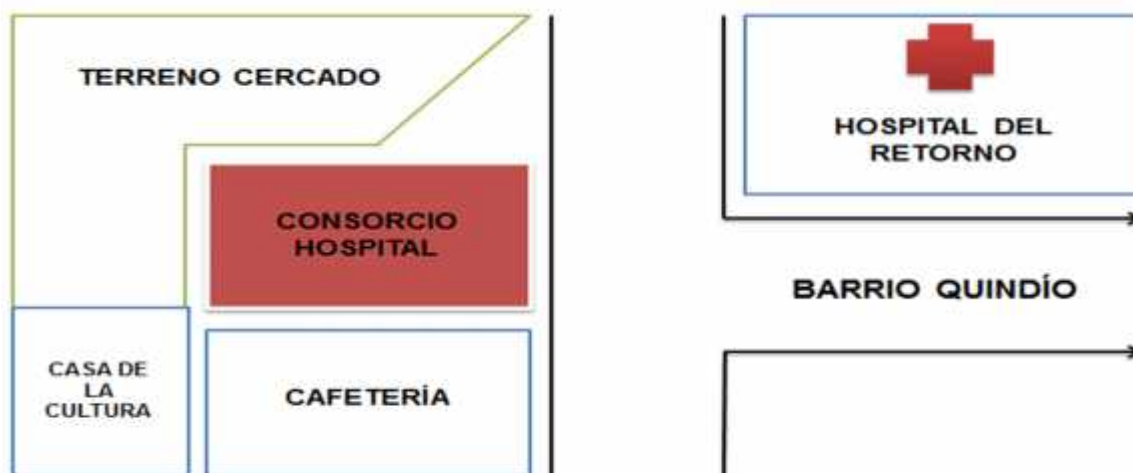 TERRENO CERCADO
HOSPITAL DEL
RETORNO
CONSORCIO
HOSPITAL
BARRIO QUINDÍO
CASA DE
LA
CULTURA
CAFETERÍA